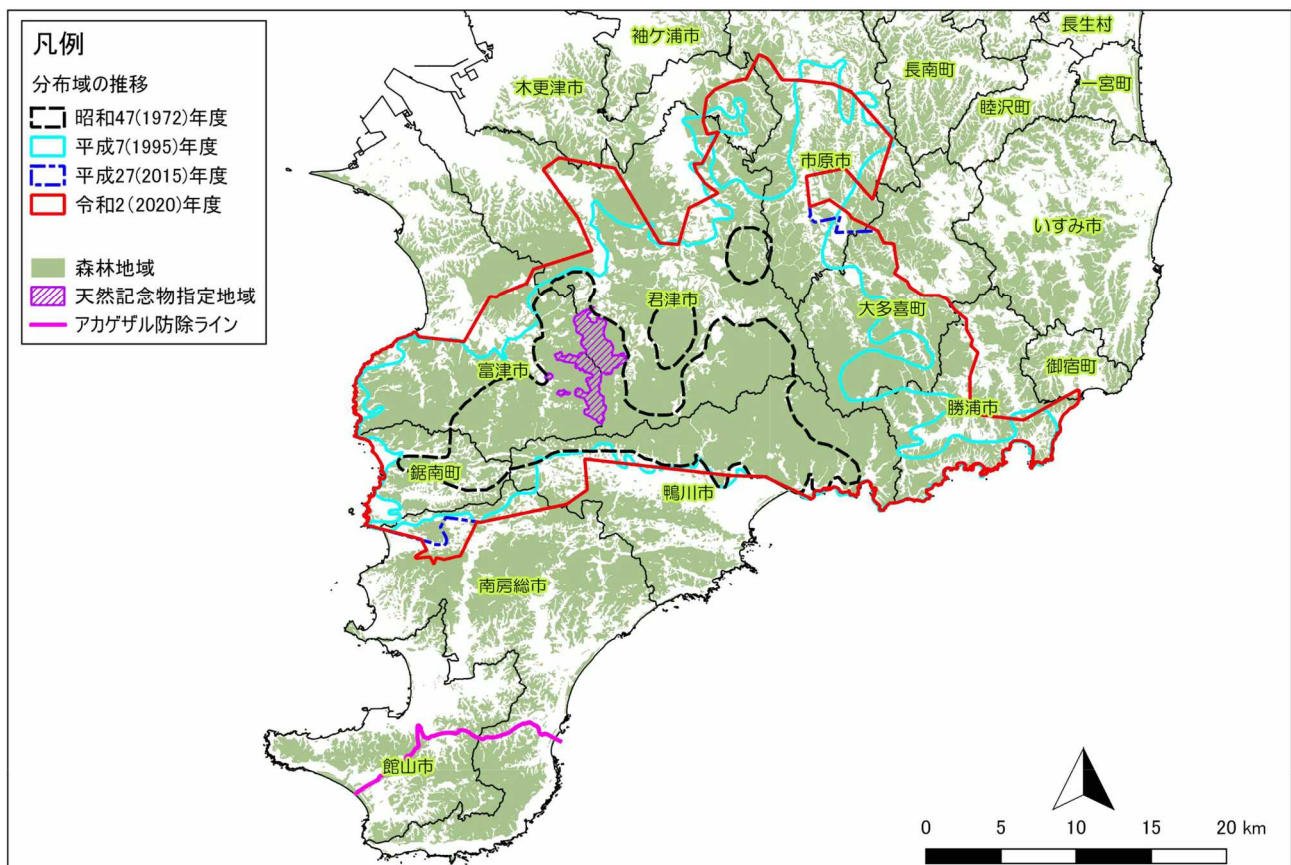 凡例
分布域の推移
昭和47(1972)年度
平成7(1995)年度
平成27(2015)年度
令和2(2020)年度
森林地域
天然記念物指定地域
アカゲザル防除ライン
長生村
袖ケ浦市
長南町
一宮町
木更津市
睦沢町
市原市
いすみ市
君津市
大多喜町
御宿町
富津市
勝浦市
鋸南町
鴨川市
南房総市
館山市
0 5 10 15 20 km